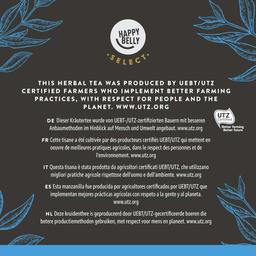 HAPPY
BELLY
• SELECT •
THIS HERBAL TEA WAS PRODUCED BY UEBT/UTZ
CERTIFIED FARMERS WHO IMPLEMENT BETTER FARMING
PRACTICES, WITH RESPECT FOR PEOPLE AND THE
PLANET. WWW.UTZ.ORG
UTZ
Certified
Better farming
Better future
DE Dieser Kräutertee wurde von UEBT-/UTZ-zertifizierten Bauern mit besseren
Anbaumethoden im Hinblick auf Mensch und Umwelt angebaut. www.utz.org
FR Cette tisane a été cultivée par des producteurs certifiés UEBT/UTZ qui mettent en
oeuvre de meilleures pratiques agricoles, dans le respect des personnes et de
l'environnement. www.utz.org
IT Questa tisana è stata prodotta da agricoltori certificati UEBT/UTZ, che utilizzano
migliori pratiche agricole rispettose dell'uomo e dell'ambiente. www.utz.org
ES Esta manzanilla fue producida por agricultores certificados por UEBT/UTZ que
implementan mejores prácticas agrícolas con respeto a la gente y al planeta.
www.utz.org
NL Deze kruidenthee is geproduceerd door UEBT/UTZ-gecertificeerde boeren die
betere productiemethoden gebruiken, met respect voor mens en planeet. www.utz.org